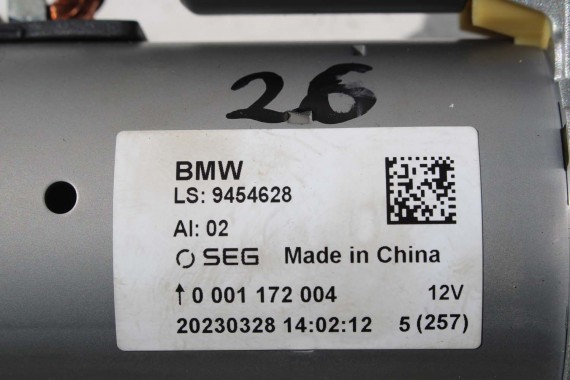 26
BMW
LS: 9454628
AI: 02
SEG Made in China
↑ 0 001 172 004 12V
20230328 14:02:12 5 (257)